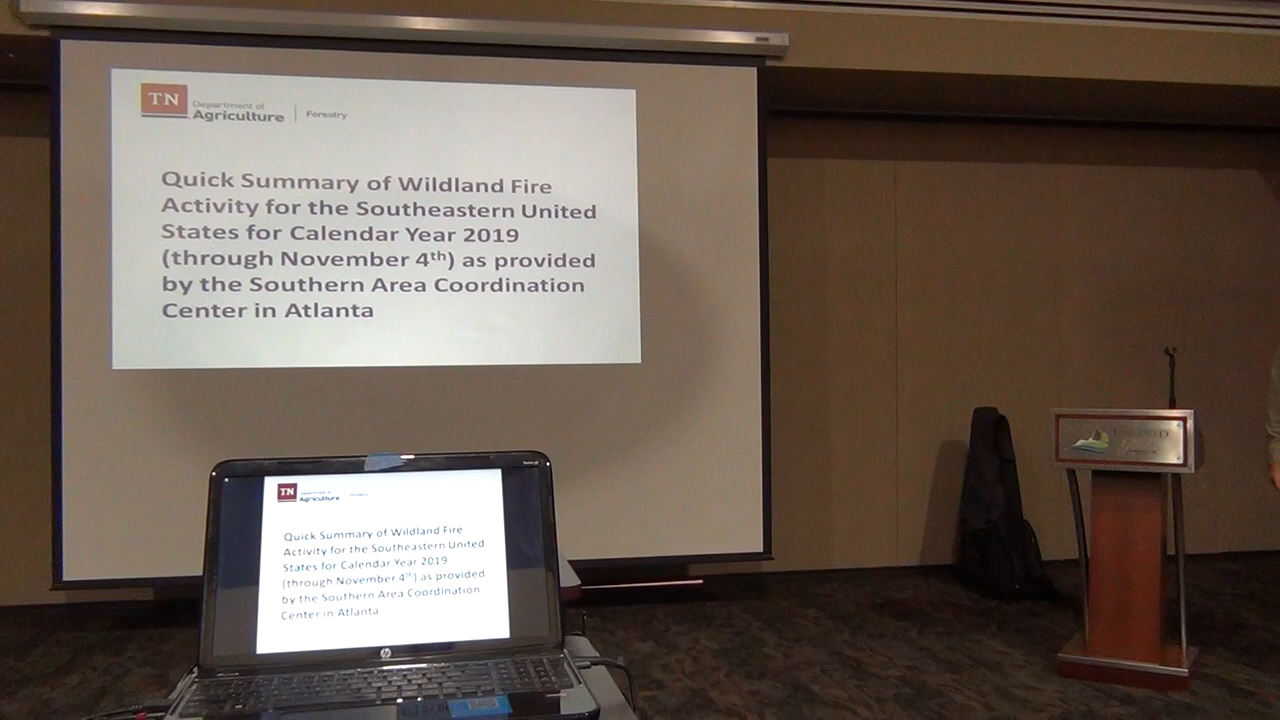 TN
Department of
Agriculture
Forestry
Quick Summary of Wildland Fire
Activity for the Southeastern United
States for Calendar Year 2019
(through November 4th) as provided
by the Southern Area Coordination
Center in Atlanta
TN
Department of
Agriculture
Forestry
Quick Summary of Wildland Fire
Activity for the Southeastern United
States for Calendar Year 2019
(through November 4th) as provided
by the Southern Area Coordination
Center in Atlanta
hp